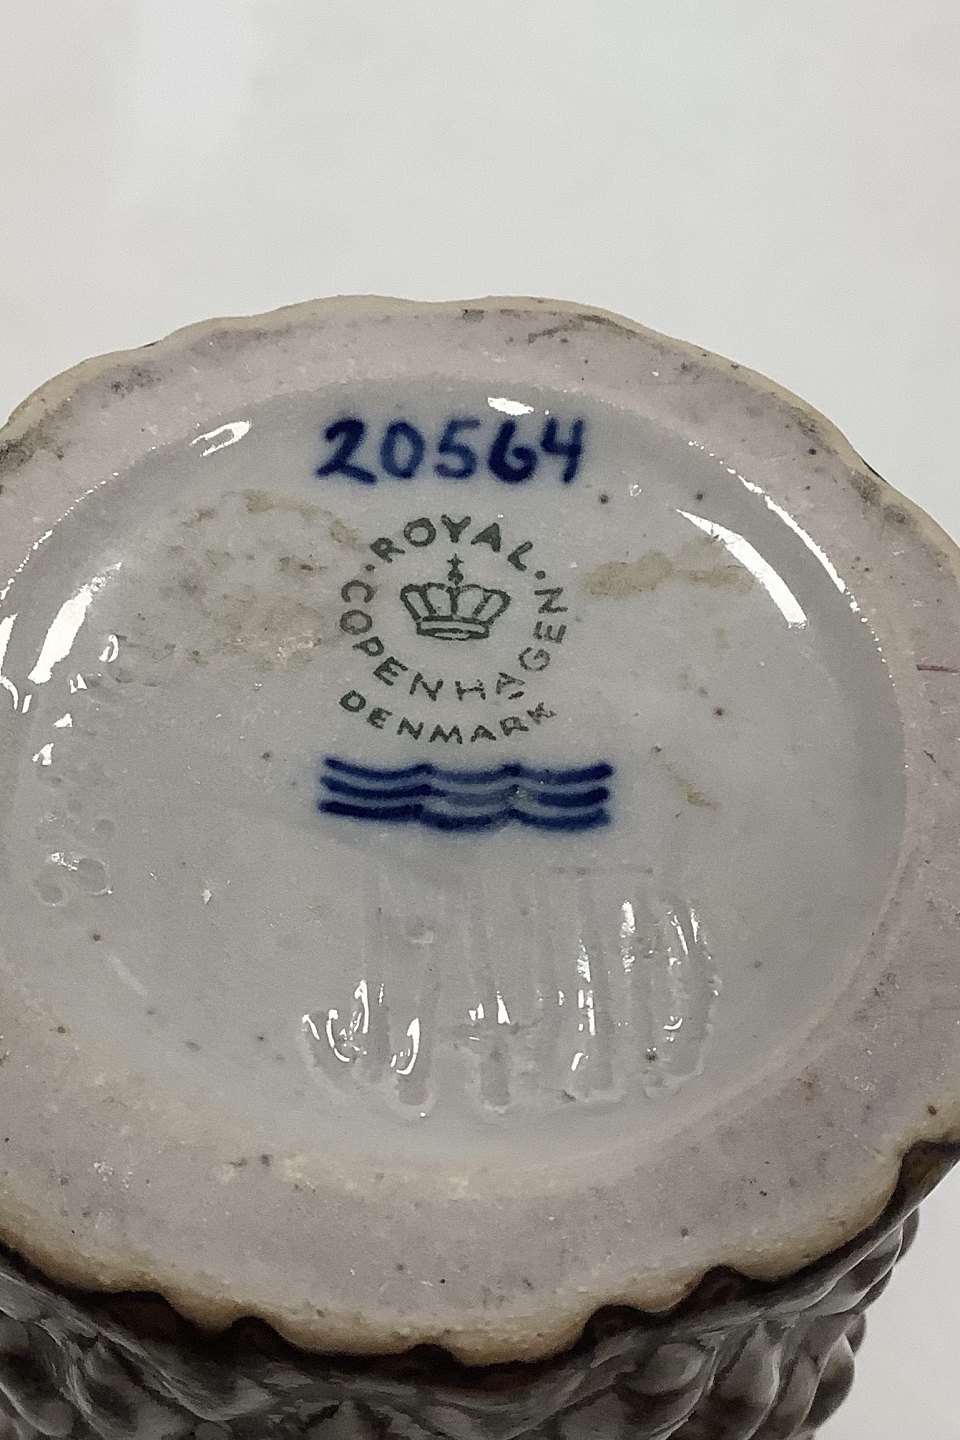 20564
ROYAL
COPENHAGEN
DENMARK